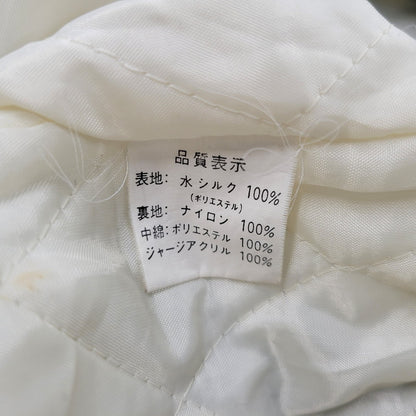 品質表示
表地: 水シルク 100%
(ポリエステル)
裏地: ナイロン 100%
中綿: ポリエステル 100%
ジャージアクリル 100%